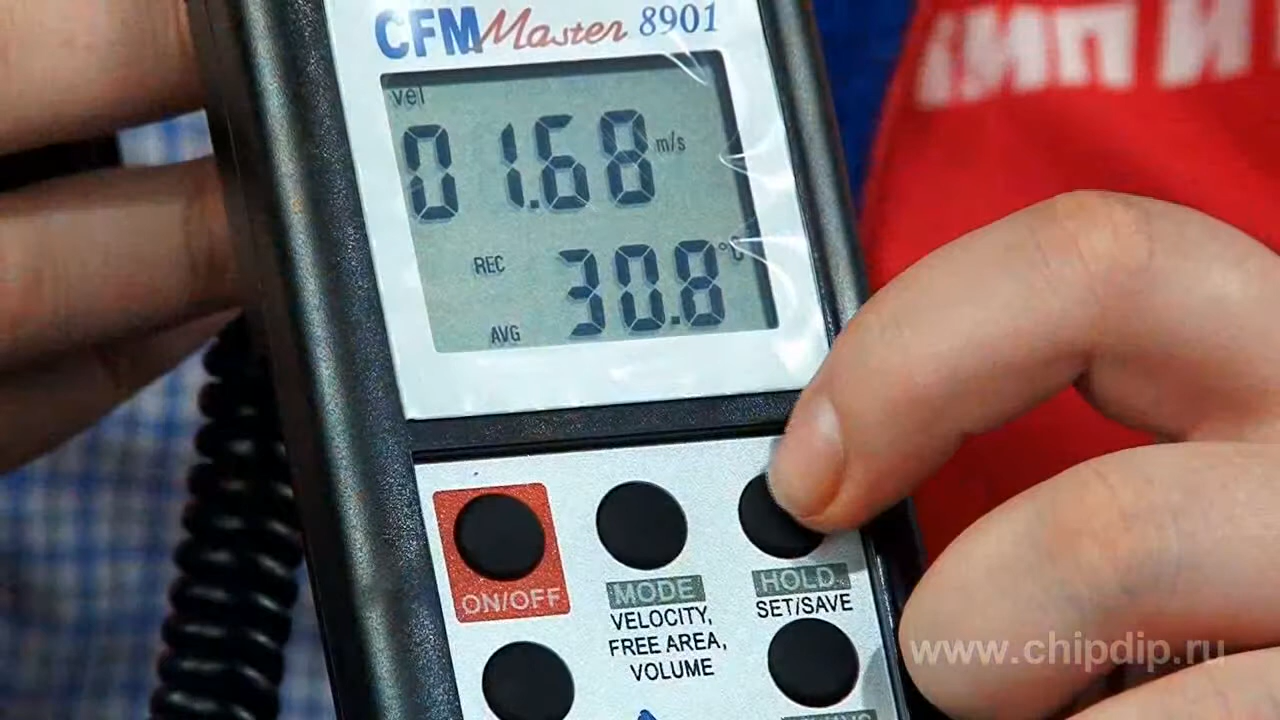 CFM Master 8901
vel
01.68 m/s
REC 30.8 °C
AVG
ON/OFF
MODE
VELOCITY,
FREE AREA,
VOLUME
HOLD
SET/SAVE
www.chipdip.ru